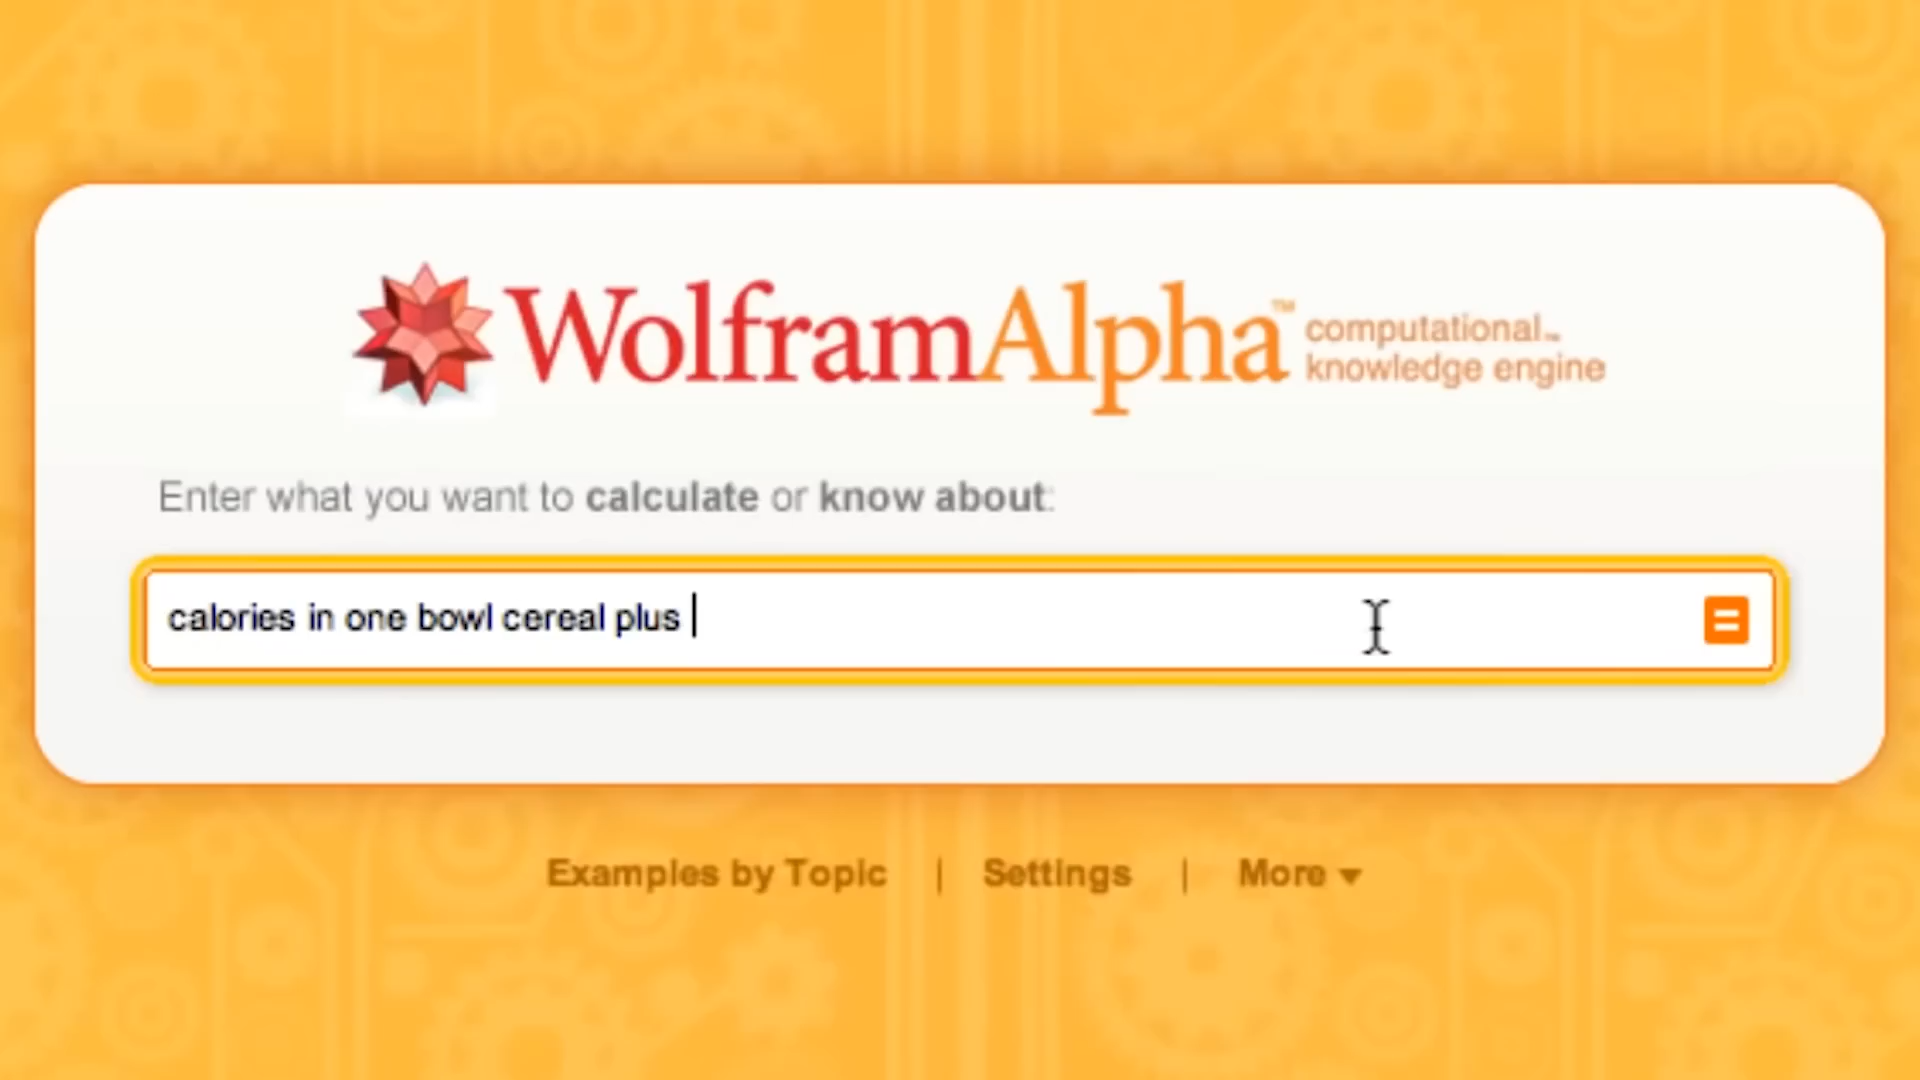 WolframAlpha™ computational™
knowledge engine
Enter what you want to calculate or know about:
calories in one bowl cereal plus
Examples by Topic | Settings | More